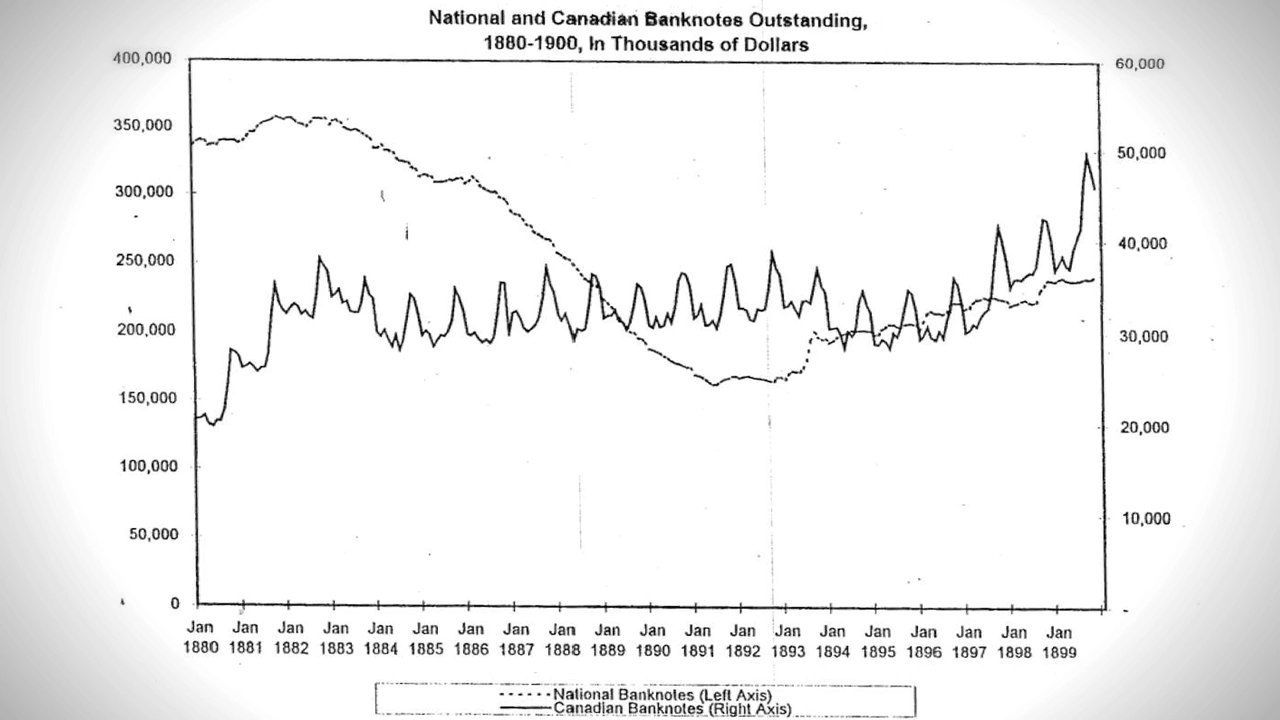 National and Canadian Banknotes Outstanding,
1880-1900, In Thousands of Dollars
400,000
350,000
300,000
250,000
200,000
150,000
100,000
50,000
0
60,000
50,000
40,000
30,000
20,000
10,000
-
Jan Jan Jan Jan Jan Jan Jan Jan Jan Jan Jan Jan Jan Jan Jan Jan Jan Jan Jan Jan
1880 1881 1882 1883 1884 1885 1886 1887 1888 1889 1890 1891 1892 1893 1894 1895 1896 1897 1898 1899
National Banknotes (Left Axis)
Canadian Banknotes (Right Axis)